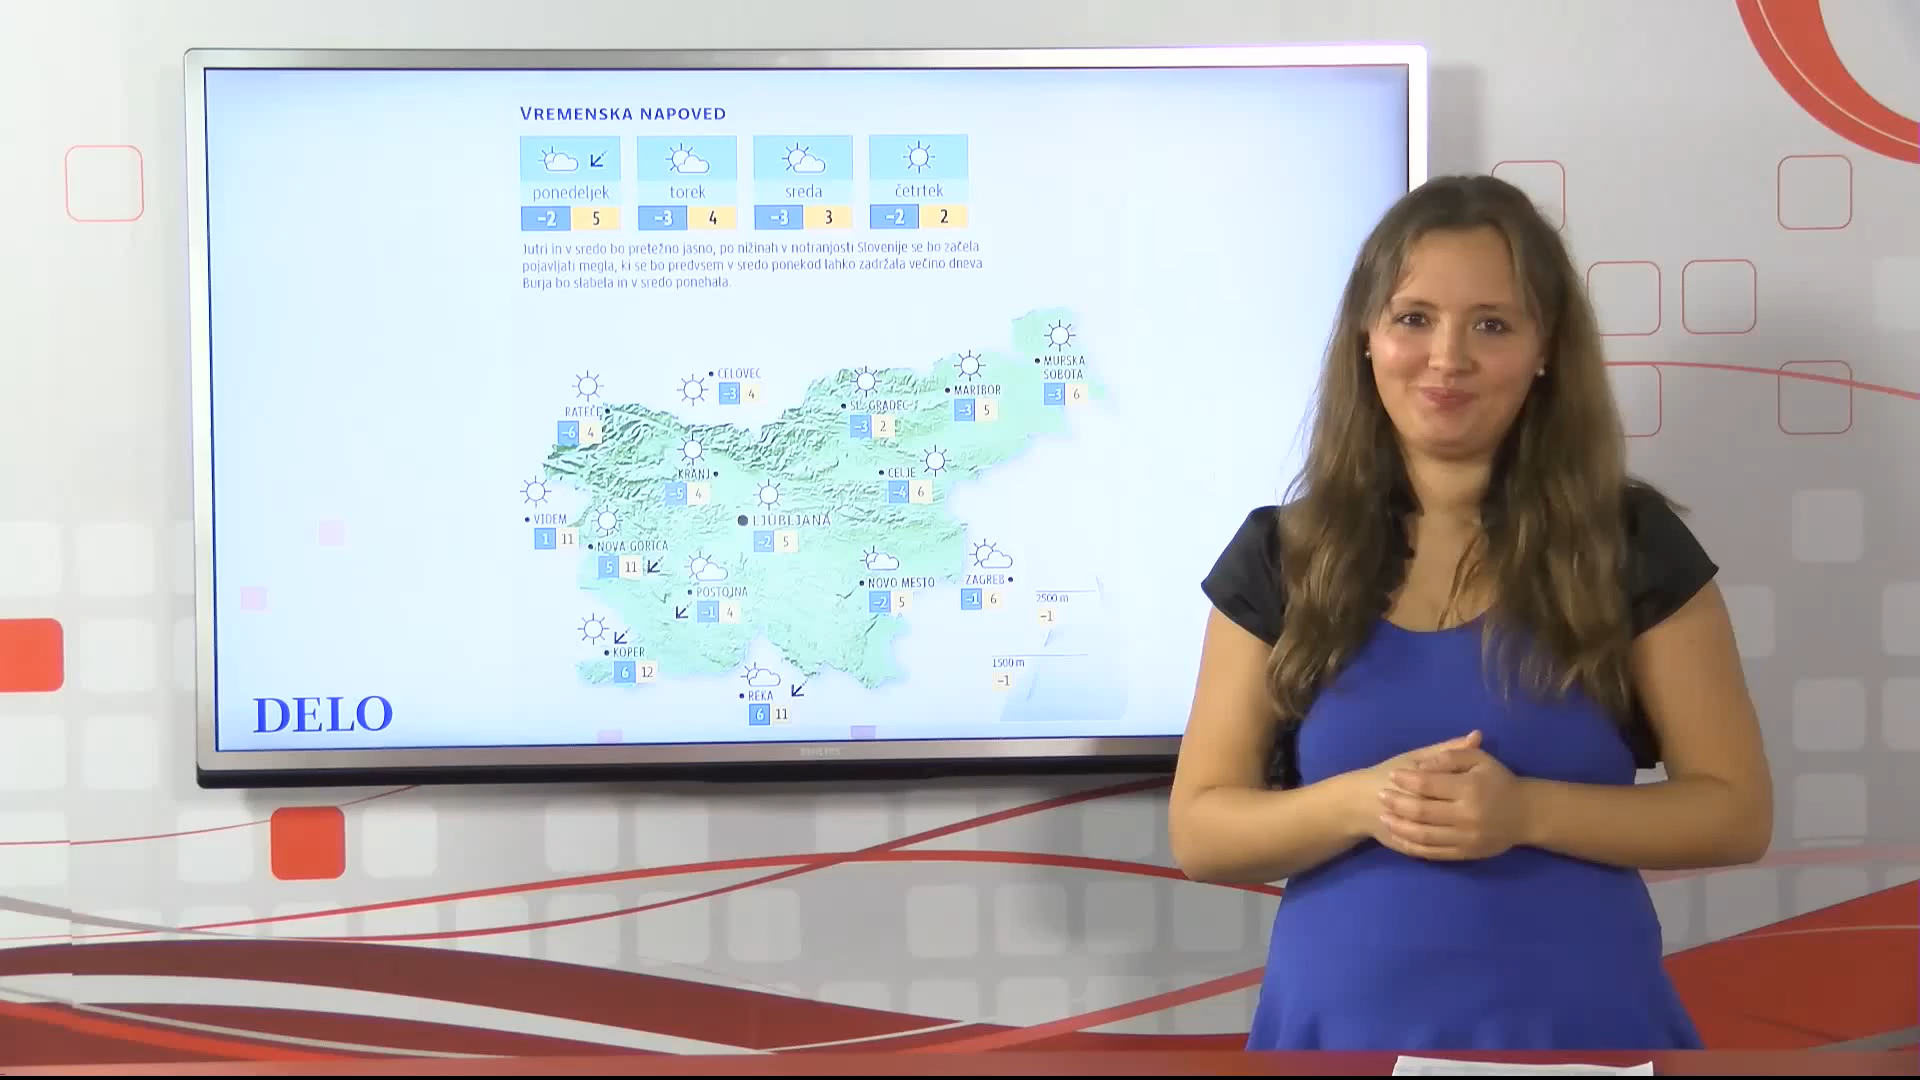 VREMENSKA NAPOVED
ponedeljek torek sreda četrtek
-2 5 -3 4 -3 3 -2 2
Jutri in v sredo bo pretežno jasno, po nižinah v notranjosti Slovenije se bo začela
pojavljati megla, ki se bo predvsem v sredo ponekod lahko zadržala večino dneva
Burja bo slabela in v sredo ponehala.
MURSKA
SOBOTA
-3 6
CELOVEC
-3 4
MARIBOR
-3 5
SL. GRADEC
-3 2
RATEČE
-6 4
KRANJ
-5 4
CELJE
-4 6
VIDEM
1 11
LJUBLJANA
-2 5
NOVA GORICA
5 11
POSTOJNA
-1 4
NOVO MESTO
-2 5
ZAGREB
-1 6
2500 m
-1
KOPER
6 12
1500 m
-1
REKA
6 11
DELO
PHILIPS